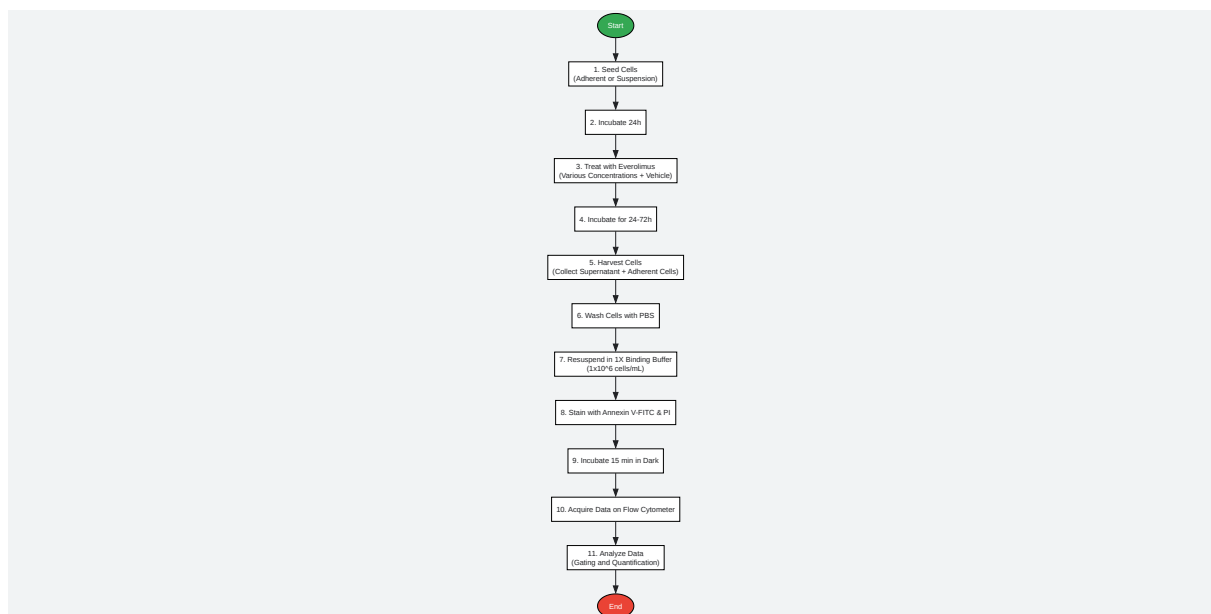 Start
1. Seed Cells
(Adherent or Suspension)
2. Incubate 24h
3. Treat with Everolimus
(Various Concentrations + Vehicle)
4. Incubate for 24-72h
5. Harvest Cells
(Collect Supernatant + Adherent Cells)
6. Wash Cells with PBS
7. Resuspend in 1X Binding Buffer
(1x10^6 cells/mL)
8. Stain with Annexin V-FITC & PI
9. Incubate 15 min in Dark
10. Acquire Data on Flow Cytometer
11. Analyze Data
(Gating and Quantification)
End